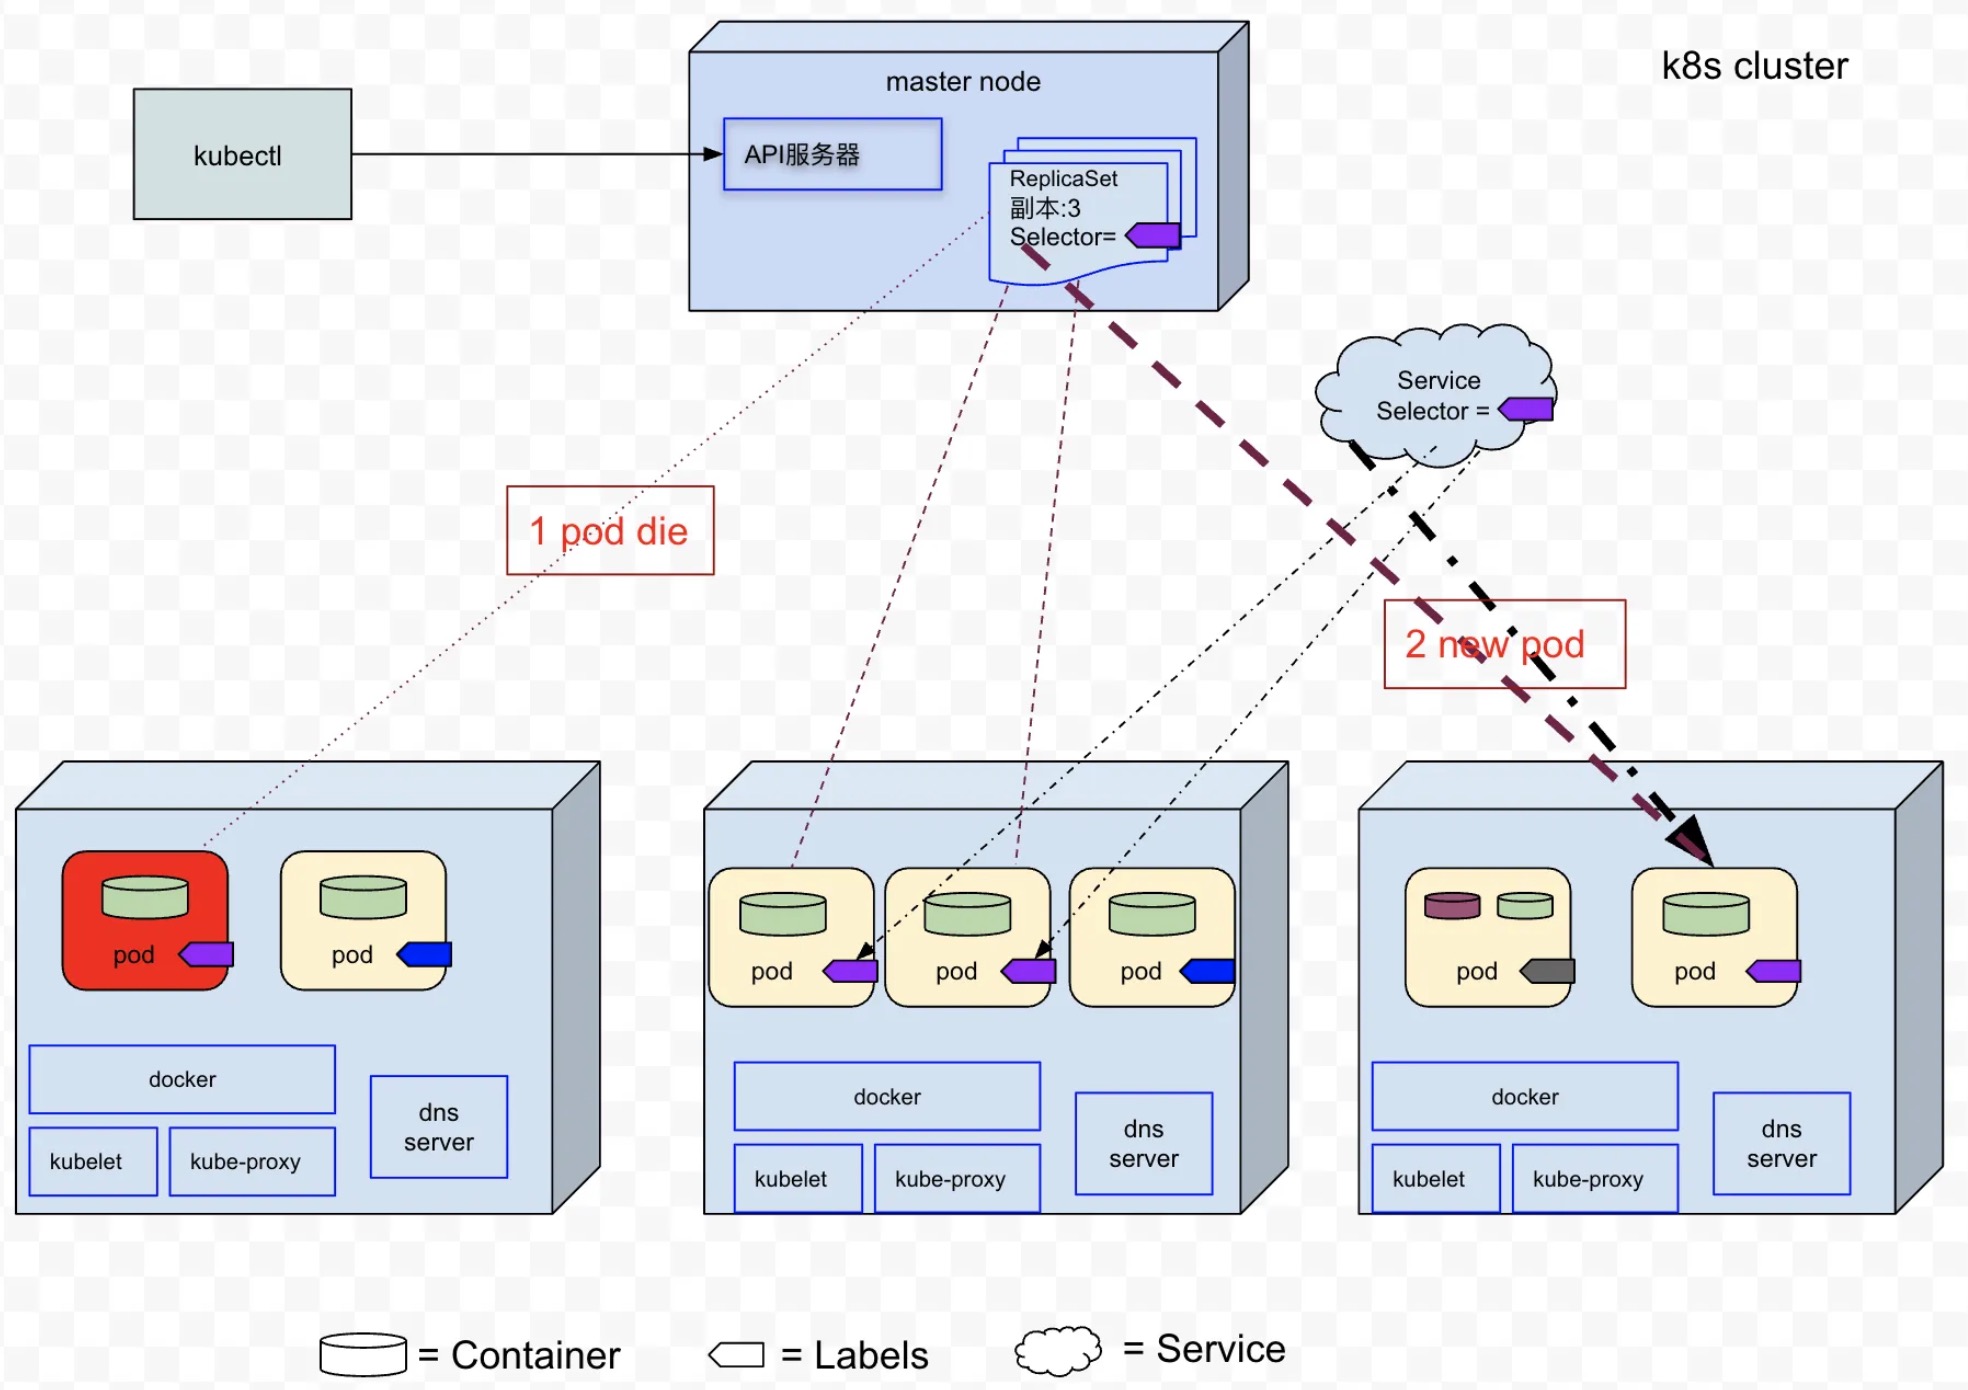 k8s cluster
master node
kubectl
API服务器
ReplicaSet
副本:3
Selector=
Service
Selector =
1 pod die
2 new pod
pod
pod
docker
kubelet
kube-proxy
dns
server
pod
pod
pod
docker
kubelet
kube-proxy
dns
server
pod
pod
docker
kubelet
kube-proxy
dns
server
= Container
= Labels
= Service